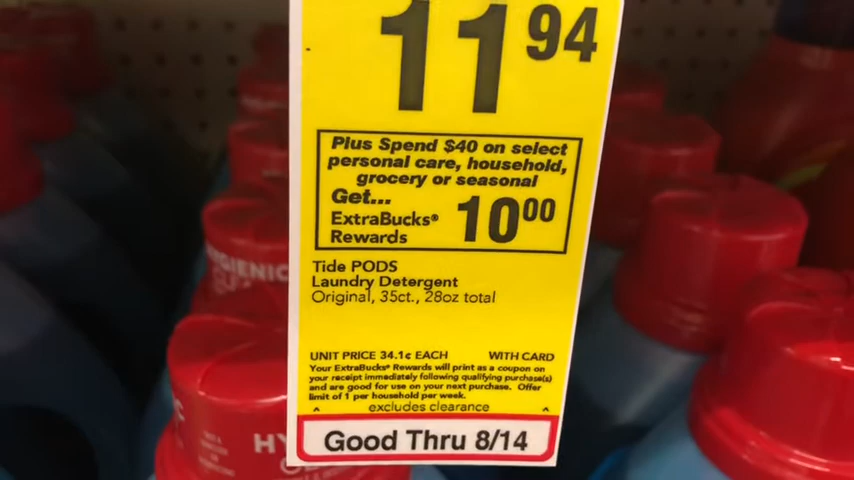 11 94
Plus Spend $40 on select
personal care, household,
grocery or seasonal
Get...
ExtraBucks®
Rewards
10 00
Tide PODS
Laundry Detergent
Original, 35ct., 28oz total
UNIT PRICE 34.1¢ EACH WITH CARD
Your ExtraBucks® Rewards will print as a coupon on
your receipt immediately following qualifying purchase(s)
and are good for use on your next purchase. Offer
limit of 1 per household per week.
^ excludes clearance ^
Good Thru 8/14
GIENIC
HY